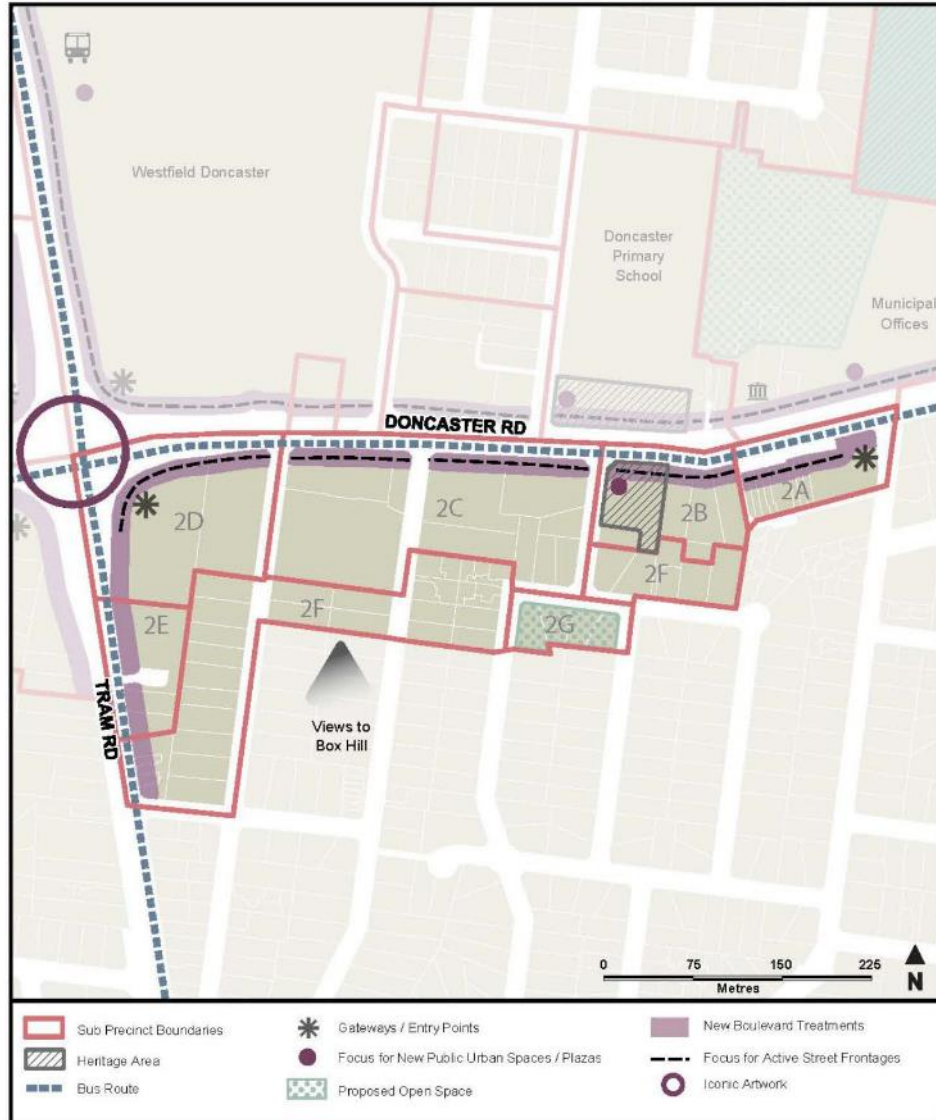 Westfield Doncaster
Doncaster
Primary
School
Municipal
Offices
DONCASTER RD
2A
2B
2C
2D
2F
2E
2F
2G
TRAM RD
Views to
Box Hill
0 75 150 225
Metres
N
Sub Precinct Boundaries
Heritage Area
Bus Route
Gateways / Entry Points
Focus for New Public Urban Spaces / Plazas
Proposed Open Space
New Boulevard Treatments
Focus for Active Street Frontages
Iconic Artwork